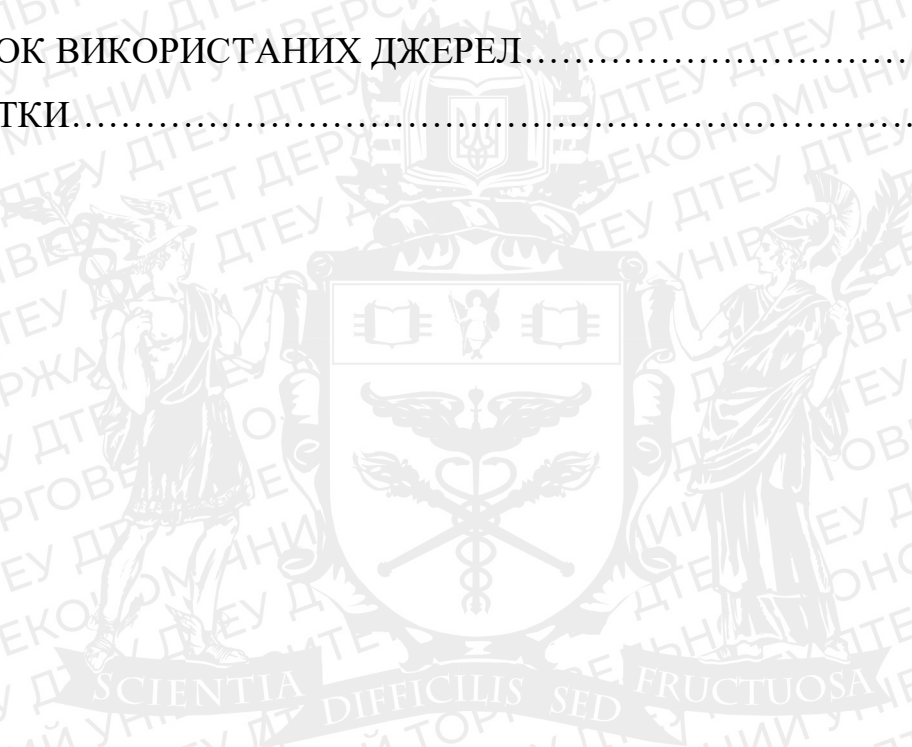 ОК ВИКОРИСТАНИХ ДЖЕРЕЛ……………………………
ТКИ………………………………………………………………
SCIENTIA DIFFICILIS SED FRUCTUOSA